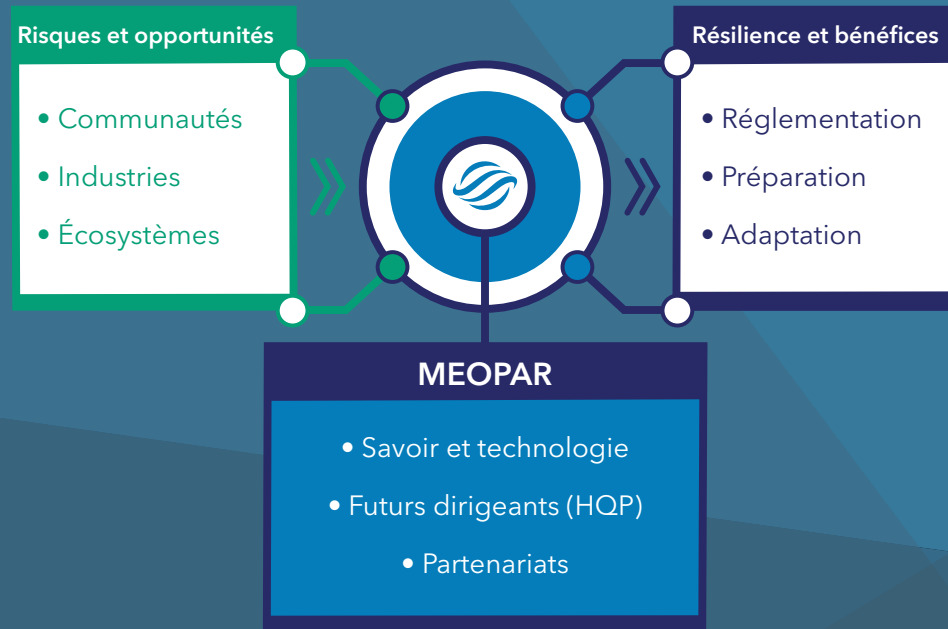 Risques et opportunités
• Communautés
• Industries
• Écosystèmes
Résilience et bénéfices
• Réglementation
• Préparation
• Adaptation
MEOPAR
• Savoir et technologie
• Futurs dirigeants (HQP)
• Partenariats